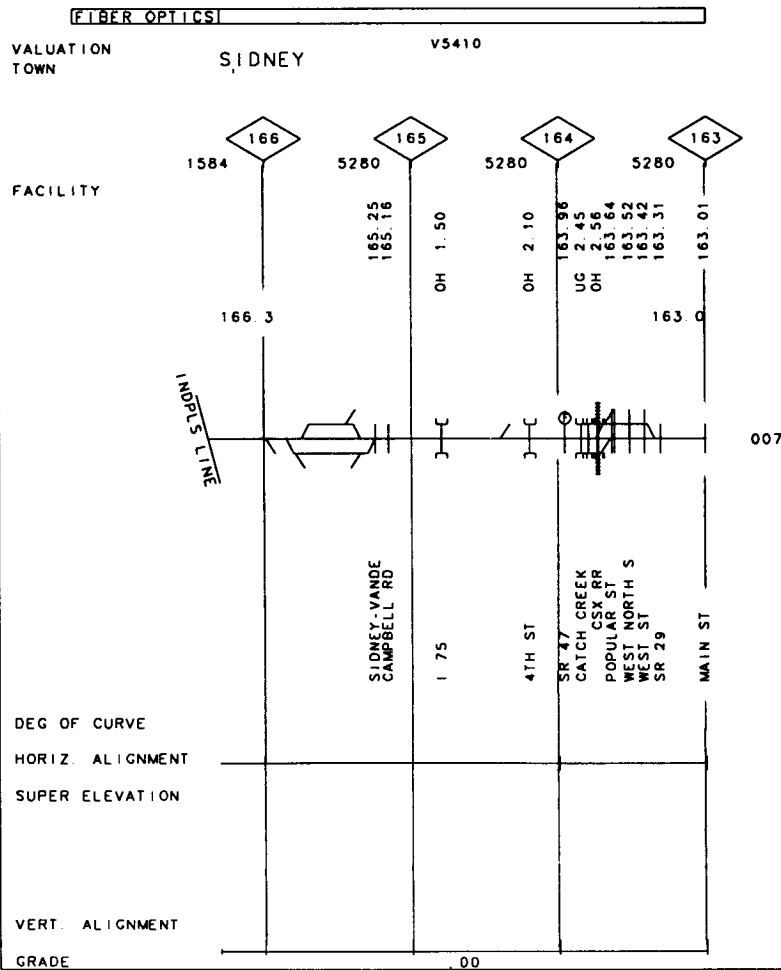 FIBER OPTICS
VALUATION V5410
TOWN SIDNEY
166 165 164 163
1584 5280 5280 5280
FACILITY
165.25
165.16
OH 1.50
OH 2.10
163.96
UG 2.45
OH 2.56
163.64
163.52
163.42
163.31
163.01
166.3 163.0
INDPLS LINE
F
007
SIDNEY-VANDE
CAMPBELL RD
I 75
4TH ST
SR 47
CATCH CREEK
CSX RR
POPULAR ST
WEST NORTH S
WEST ST
SR 29
MAIN ST
DEG OF CURVE
HORIZ. ALIGNMENT
SUPER ELEVATION
VERT. ALIGNMENT
GRADE .00